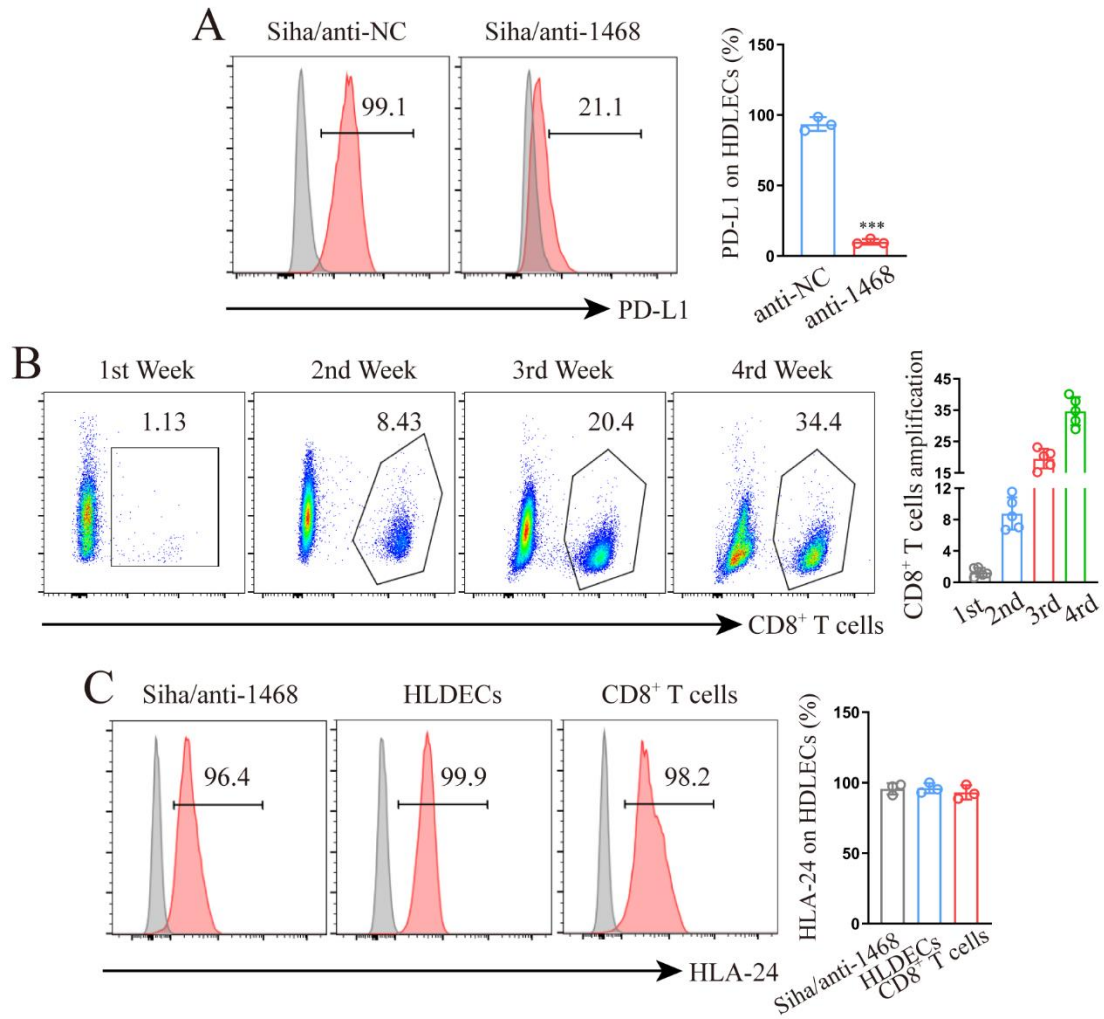 A
Siha/anti-NC
Siha/anti-1468
99.1
21.1
PD-L1
PD-L1 on HDLECs (%)
150
100
50
0
***
anti-NC
anti-1468
B
1st Week
2nd Week
3rd Week
4rd Week
1.13
8.43
20.4
34.4
CD8+ T cells
CD8+ T cells amplification
45
35
25
15
12
8
4
0
1st
2nd
3rd
4rd
C
Siha/anti-1468
HLDECs
CD8+ T cells
96.4
99.9
98.2
HLA-24
HLA-24 on HDLECs (%)
150
100
50
0
Siha/anti-1468
HLDECs
CD8+ T cells